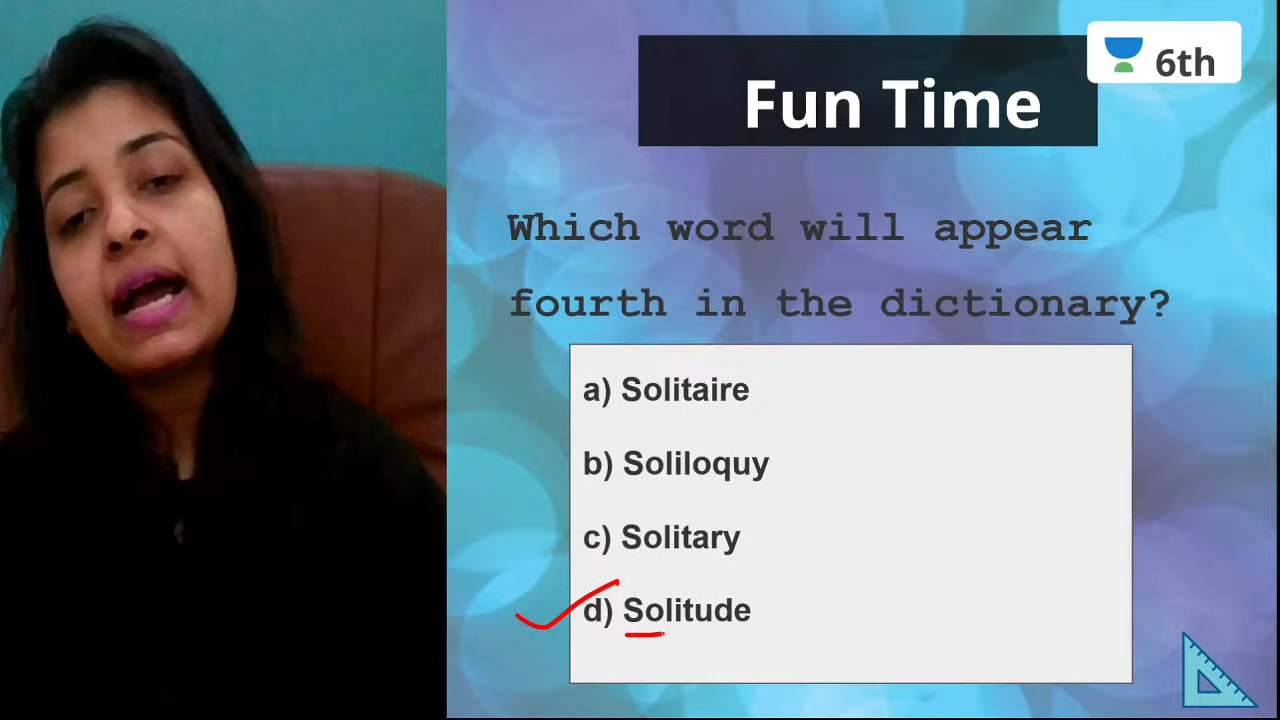 6th
Fun Time
Which word will appear
fourth in the dictionary?
a) Solitaire
b) Soliloquy
c) Solitary
d) Solitude